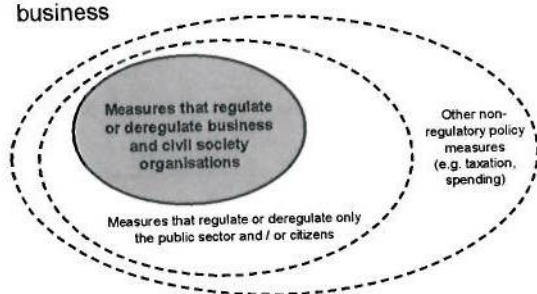 business
Measures that regulate
or deregulate business
and civil society
organisations
Other non-
regulatory policy
measures
(e.g. taxation,
spending)
Measures that regulate or deregulate only
the public sector and / or citizens